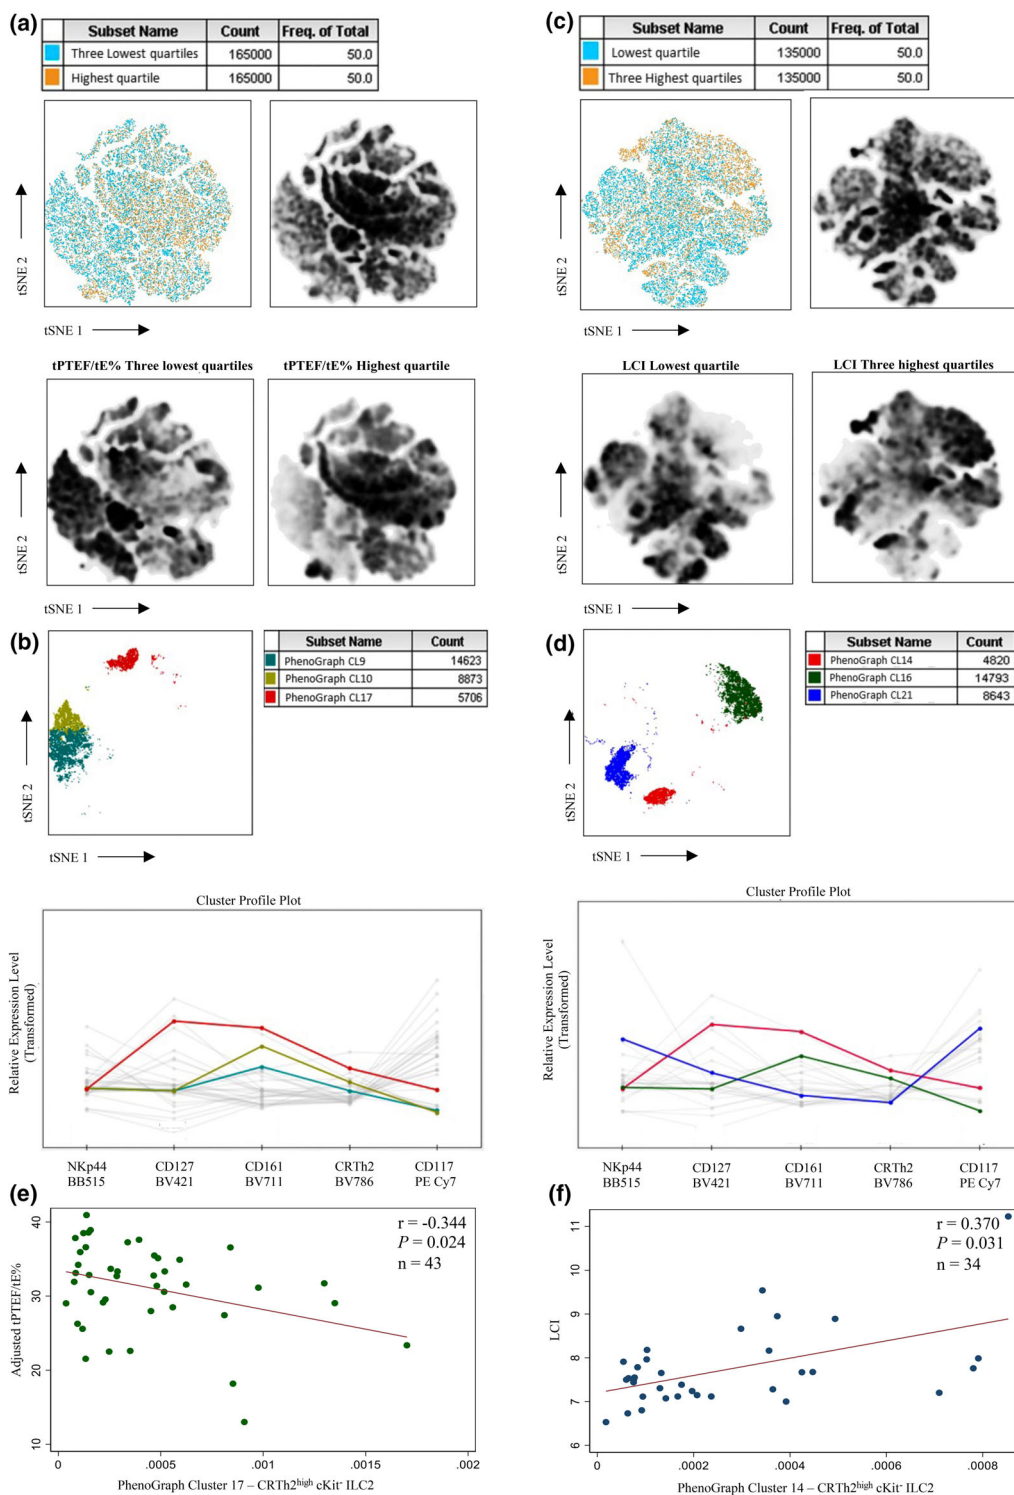 (a)
Subset Name Count Freq. of Total
Three Lowest quartiles 165000 50.0
Highest quartile 165000 50.0
tSNE 2
tSNE 1
tPTEF/tE% Three lowest quartiles
tPTEF/tE% Highest quartile
tSNE 2
tSNE 1
(b)
Subset Name Count
PhenoGraph CL9 14623
PhenoGraph CL10 8873
PhenoGraph CL17 5706
tSNE 2
tSNE 1
Cluster Profile Plot
Relative Expression Level
(Transformed)
NKp44 CD127 CD161 CRTh2 CD117
BB515 BV421 BV711 BV786 PE Cy7
(c)
Subset Name Count Freq. of Total
Lowest quartile 135000 50.0
Three Highest quartiles 135000 50.0
tSNE 2
tSNE 1
LCI Lowest quartile
LCI Three highest quartiles
tSNE 2
tSNE 1
(d)
Subset Name Count
PhenoGraph CL14 4820
PhenoGraph CL16 14793
PhenoGraph CL21 8643
tSNE 2
tSNE 1
Cluster Profile Plot
Relative Expression Level
(Transformed)
NKp44 CD127 CD161 CRTh2 CD117
BB515 BV421 BV711 BV786 PE Cy7
(e)
r = -0.344
P = 0.024
n = 43
Adjusted tPTEF/tE%
40
30
20
10
0 .0005 .001 .0015 .002
PhenoGraph Cluster 17 – CRTh2high cKit- ILC2
(f)
r = 0.370
P = 0.031
n = 34
LCI
11
10
9
8
7
6
0 .0002 .0004 .0006 .0008
PhenoGraph Cluster 14 – CRTh2high cKit- ILC2